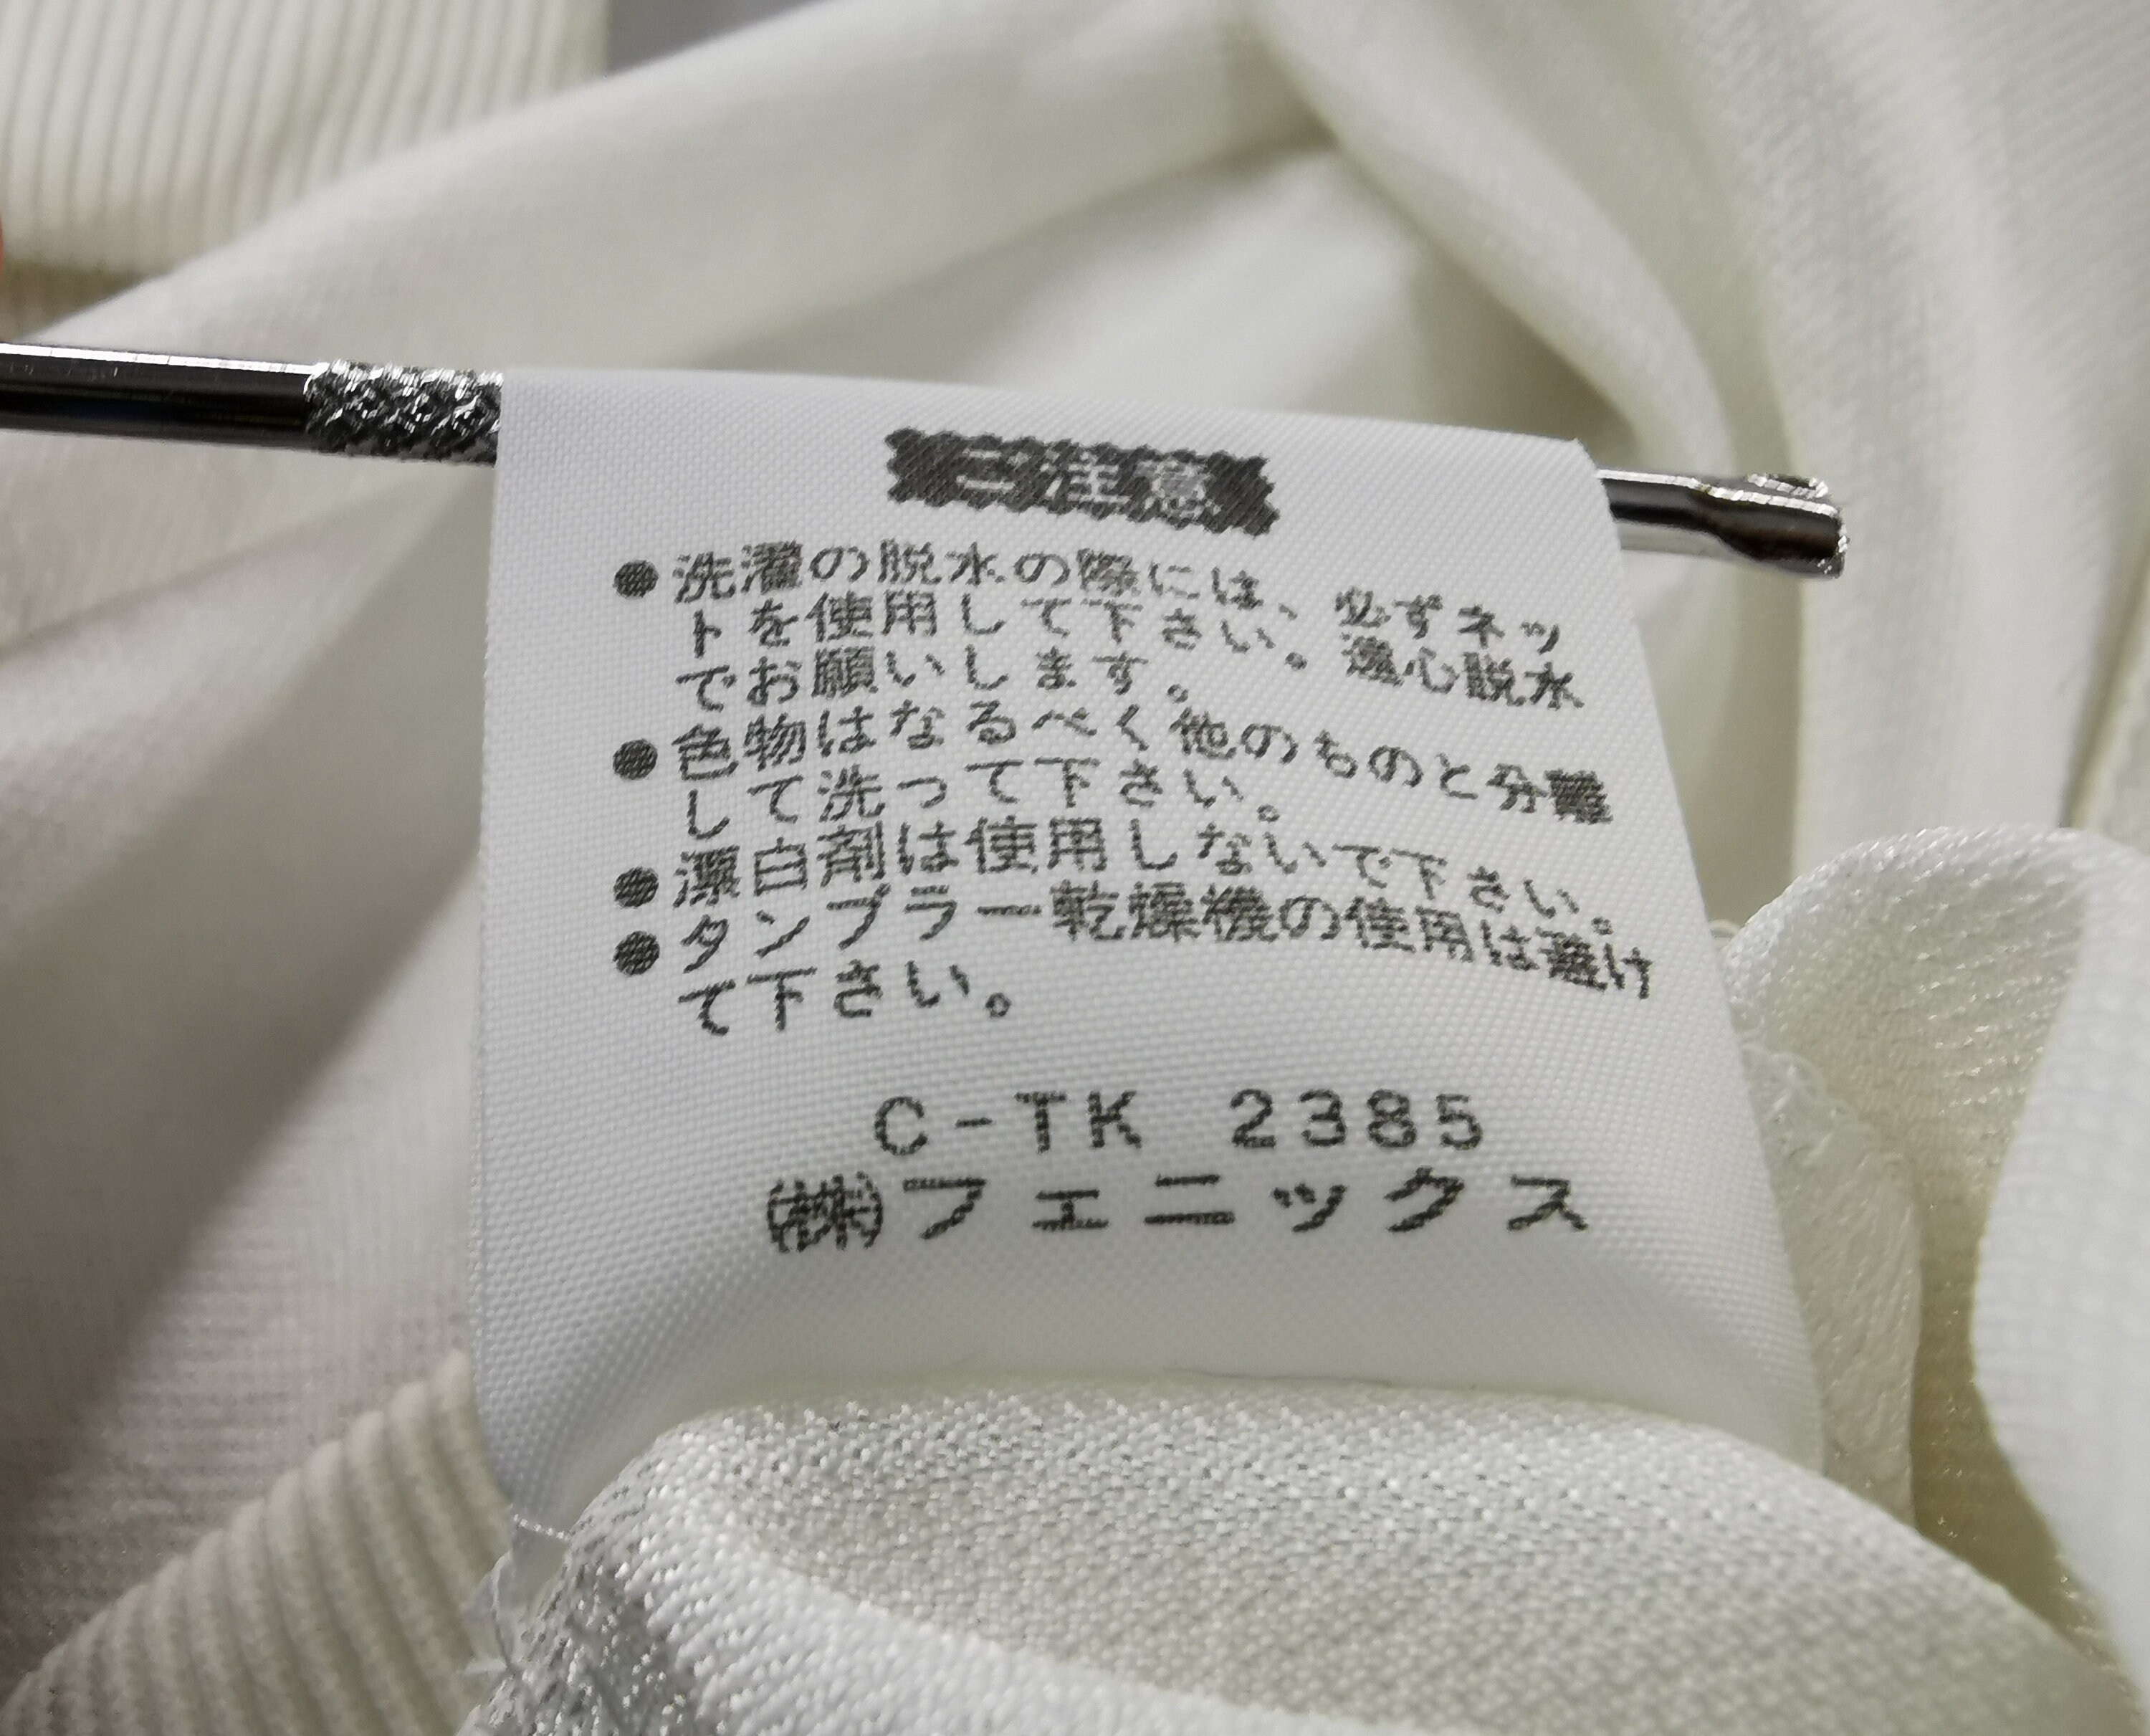 ご注意
●洗濯の脱水の際には、必ずネッ
トを使用して下さい。遠心脱水
でお願いします。
●色物はなるべく他のものと分離
して洗って下さい。
●漂白剤は使用しないで下さい。
●タンブラー乾燥機の使用は避け
て下さい。
C-TK 2385
㈱フェニックス